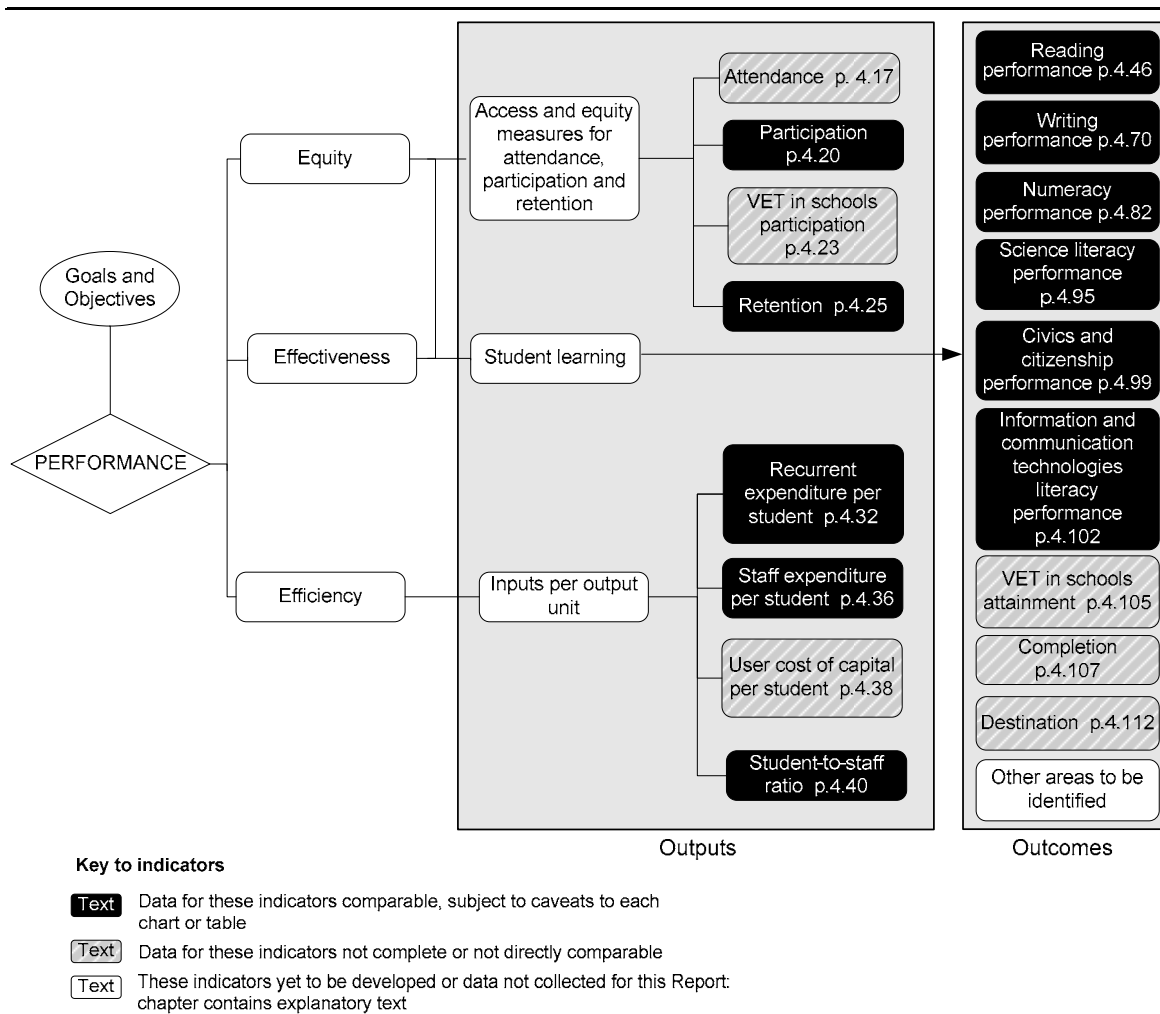 Goals and
Objectives
PERFORMANCE
Equity
Effectiveness
Efficiency
Access and equity
measures for
attendance,
participation and
retention
Student learning
Inputs per output
unit
Attendance p. 4.17
Participation
p.4.20
VET in schools
participation
p.4.23
Retention p.4.25
Recurrent
expenditure per
student p.4.32
Staff expenditure
per student p.4.36
User cost of capital
per student p.4.38
Student-to-staff
ratio p.4.40
Outputs
Reading
performance p.4.46
Writing
performance p.4.70
Numeracy
performance p.4.82
Science literacy
performance
p.4.95
Civics and
citizenship
performance p.4.99
Information and
communication
technologies
literacy
performance
p.4.102
VET in schools
attainment p.4.105
Completion
p.4.107
Destination p.4.112
Other areas to be
identified
Outcomes
Key to indicators
Text Data for these indicators comparable, subject to caveats to each
chart or table
Text Data for these indicators not complete or not directly comparable
Text These indicators yet to be developed or data not collected for this Report:
chapter contains explanatory text